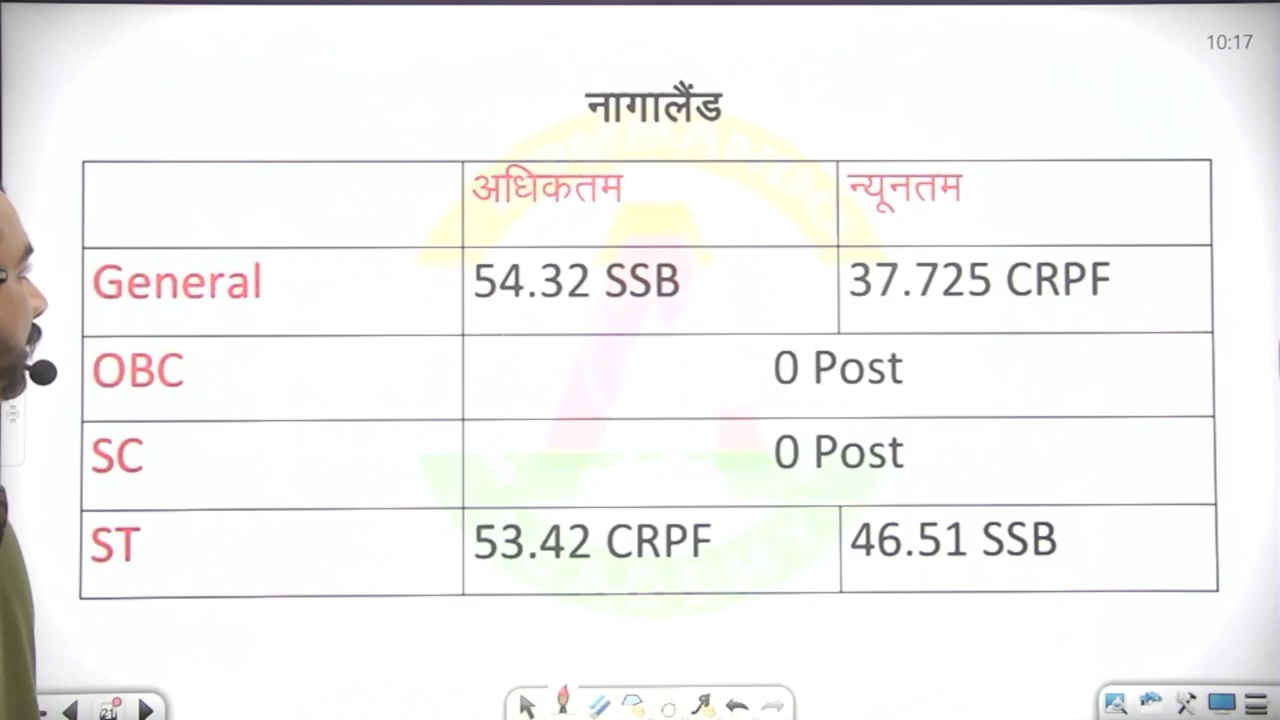 10:17
नागालैंड
अधिकतम न्यूनतम
General 54.32 SSB 37.725 CRPF
OBC 0 Post
SC 0 Post
ST 53.42 CRPF 46.51 SSB
21